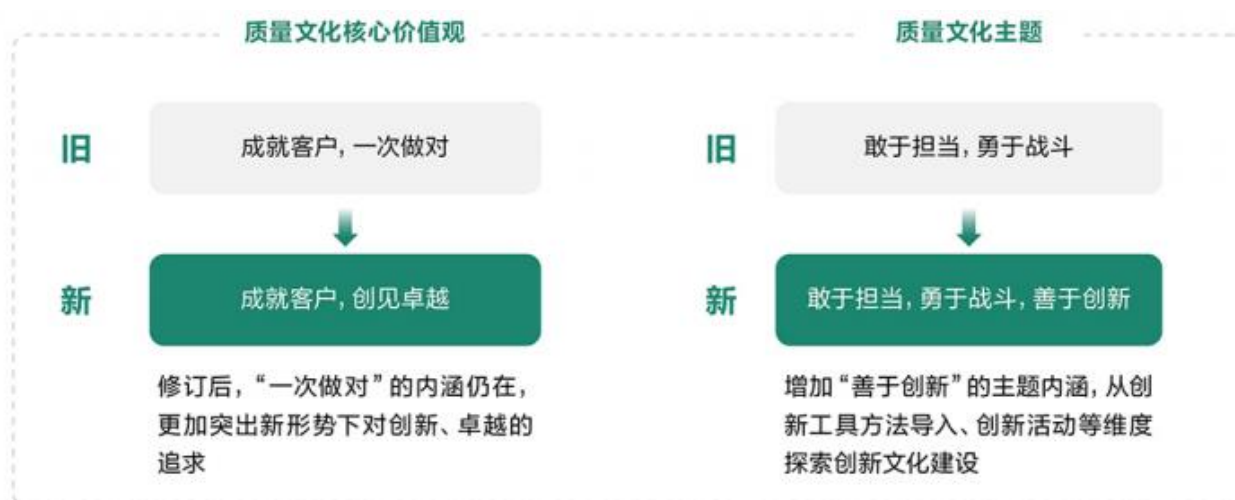 质量文化核心价值观
旧
成就客户, 一次做对
新
成就客户, 创见卓越
修订后，“一次做对”的内涵仍在，
更加突出新形势下对创新、卓越的
追求
质量文化主题
旧
敢于担当, 勇于战斗
新
敢于担当, 勇于战斗, 善于创新
增加“善于创新”的主题内涵, 从创
新工具方法导入、创新活动等维度
探索创新文化建设